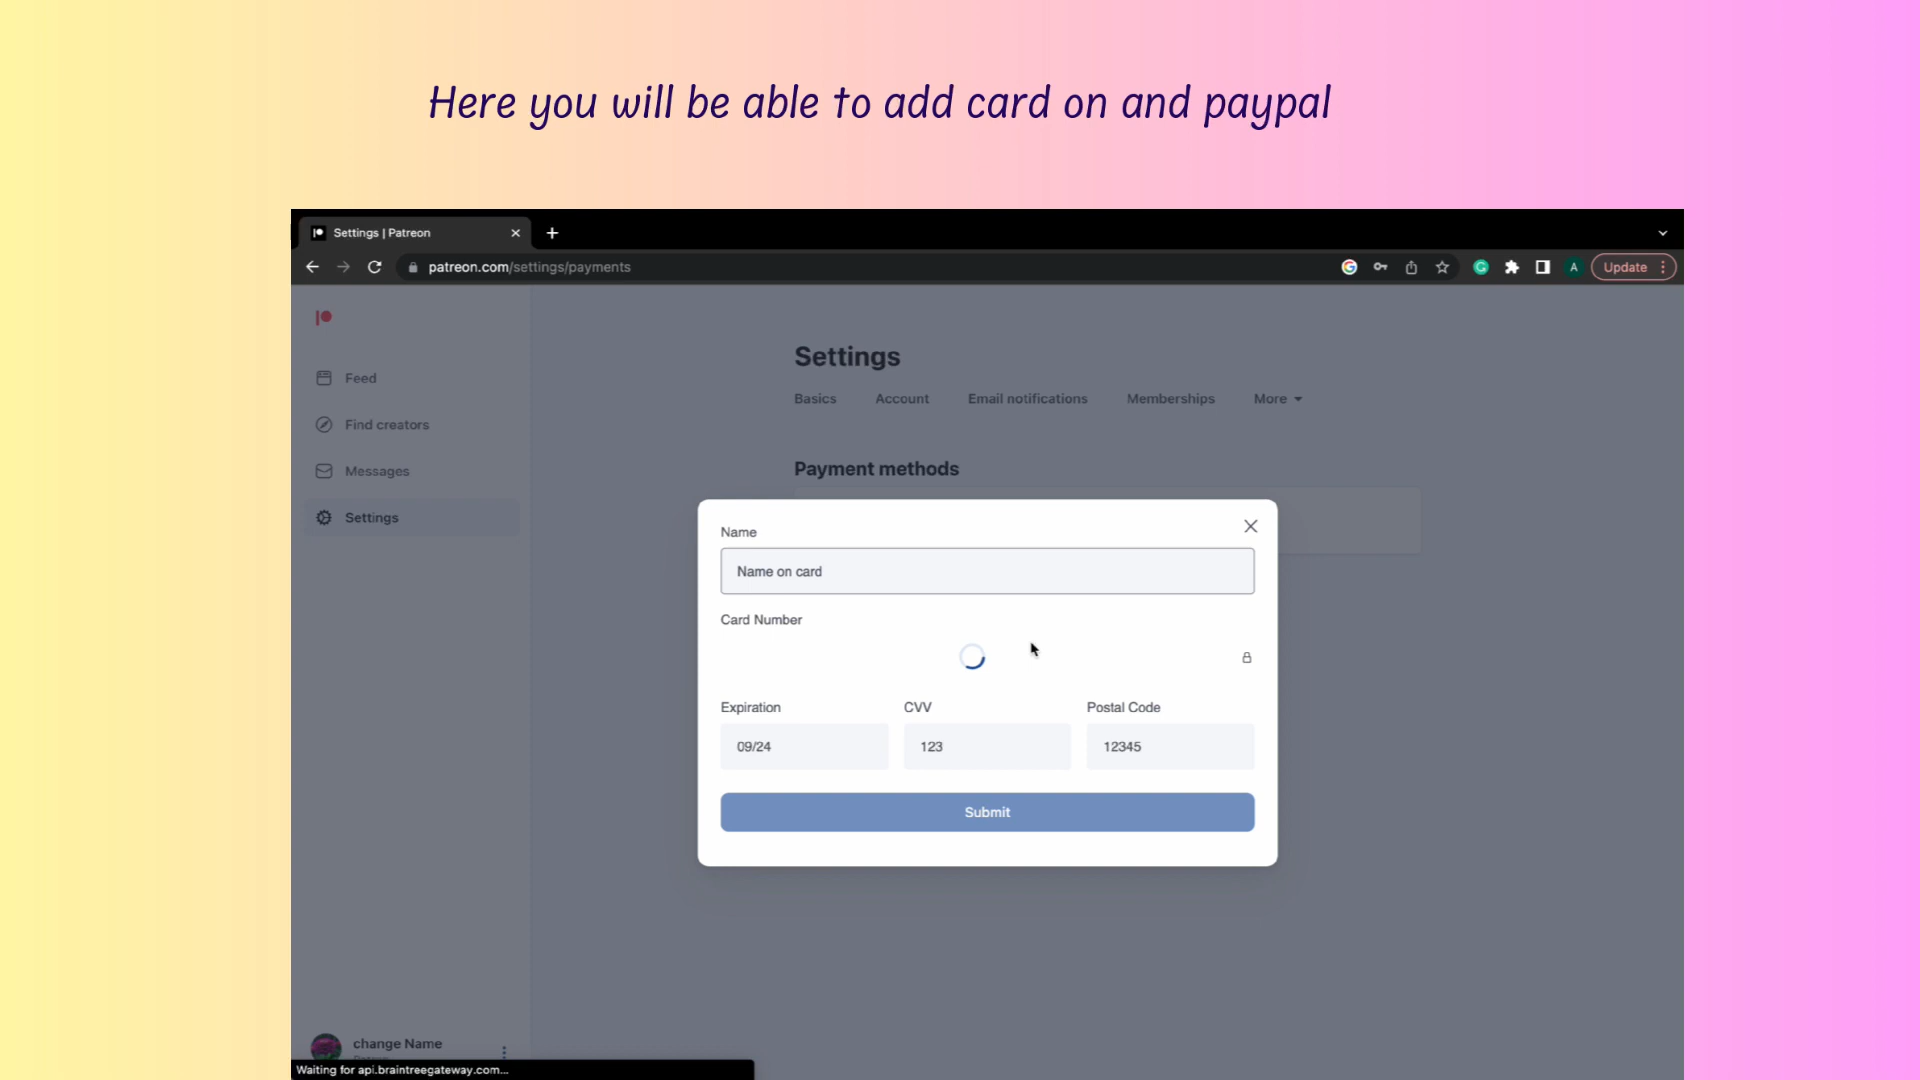 Here you will be able to add card on and paypal
Settings | Patreon
patreon.com/settings/payments
A
Update
Settings
Feed
Basics
Account
Email notifications
Memberships
More
Find creators
Messages
Payment methods
Settings
Name
Name on card
Card Number
Expiration
CVV
Postal Code
09/24
123
12345
Submit
change Name
Waiting for api.braintreegateway.com...